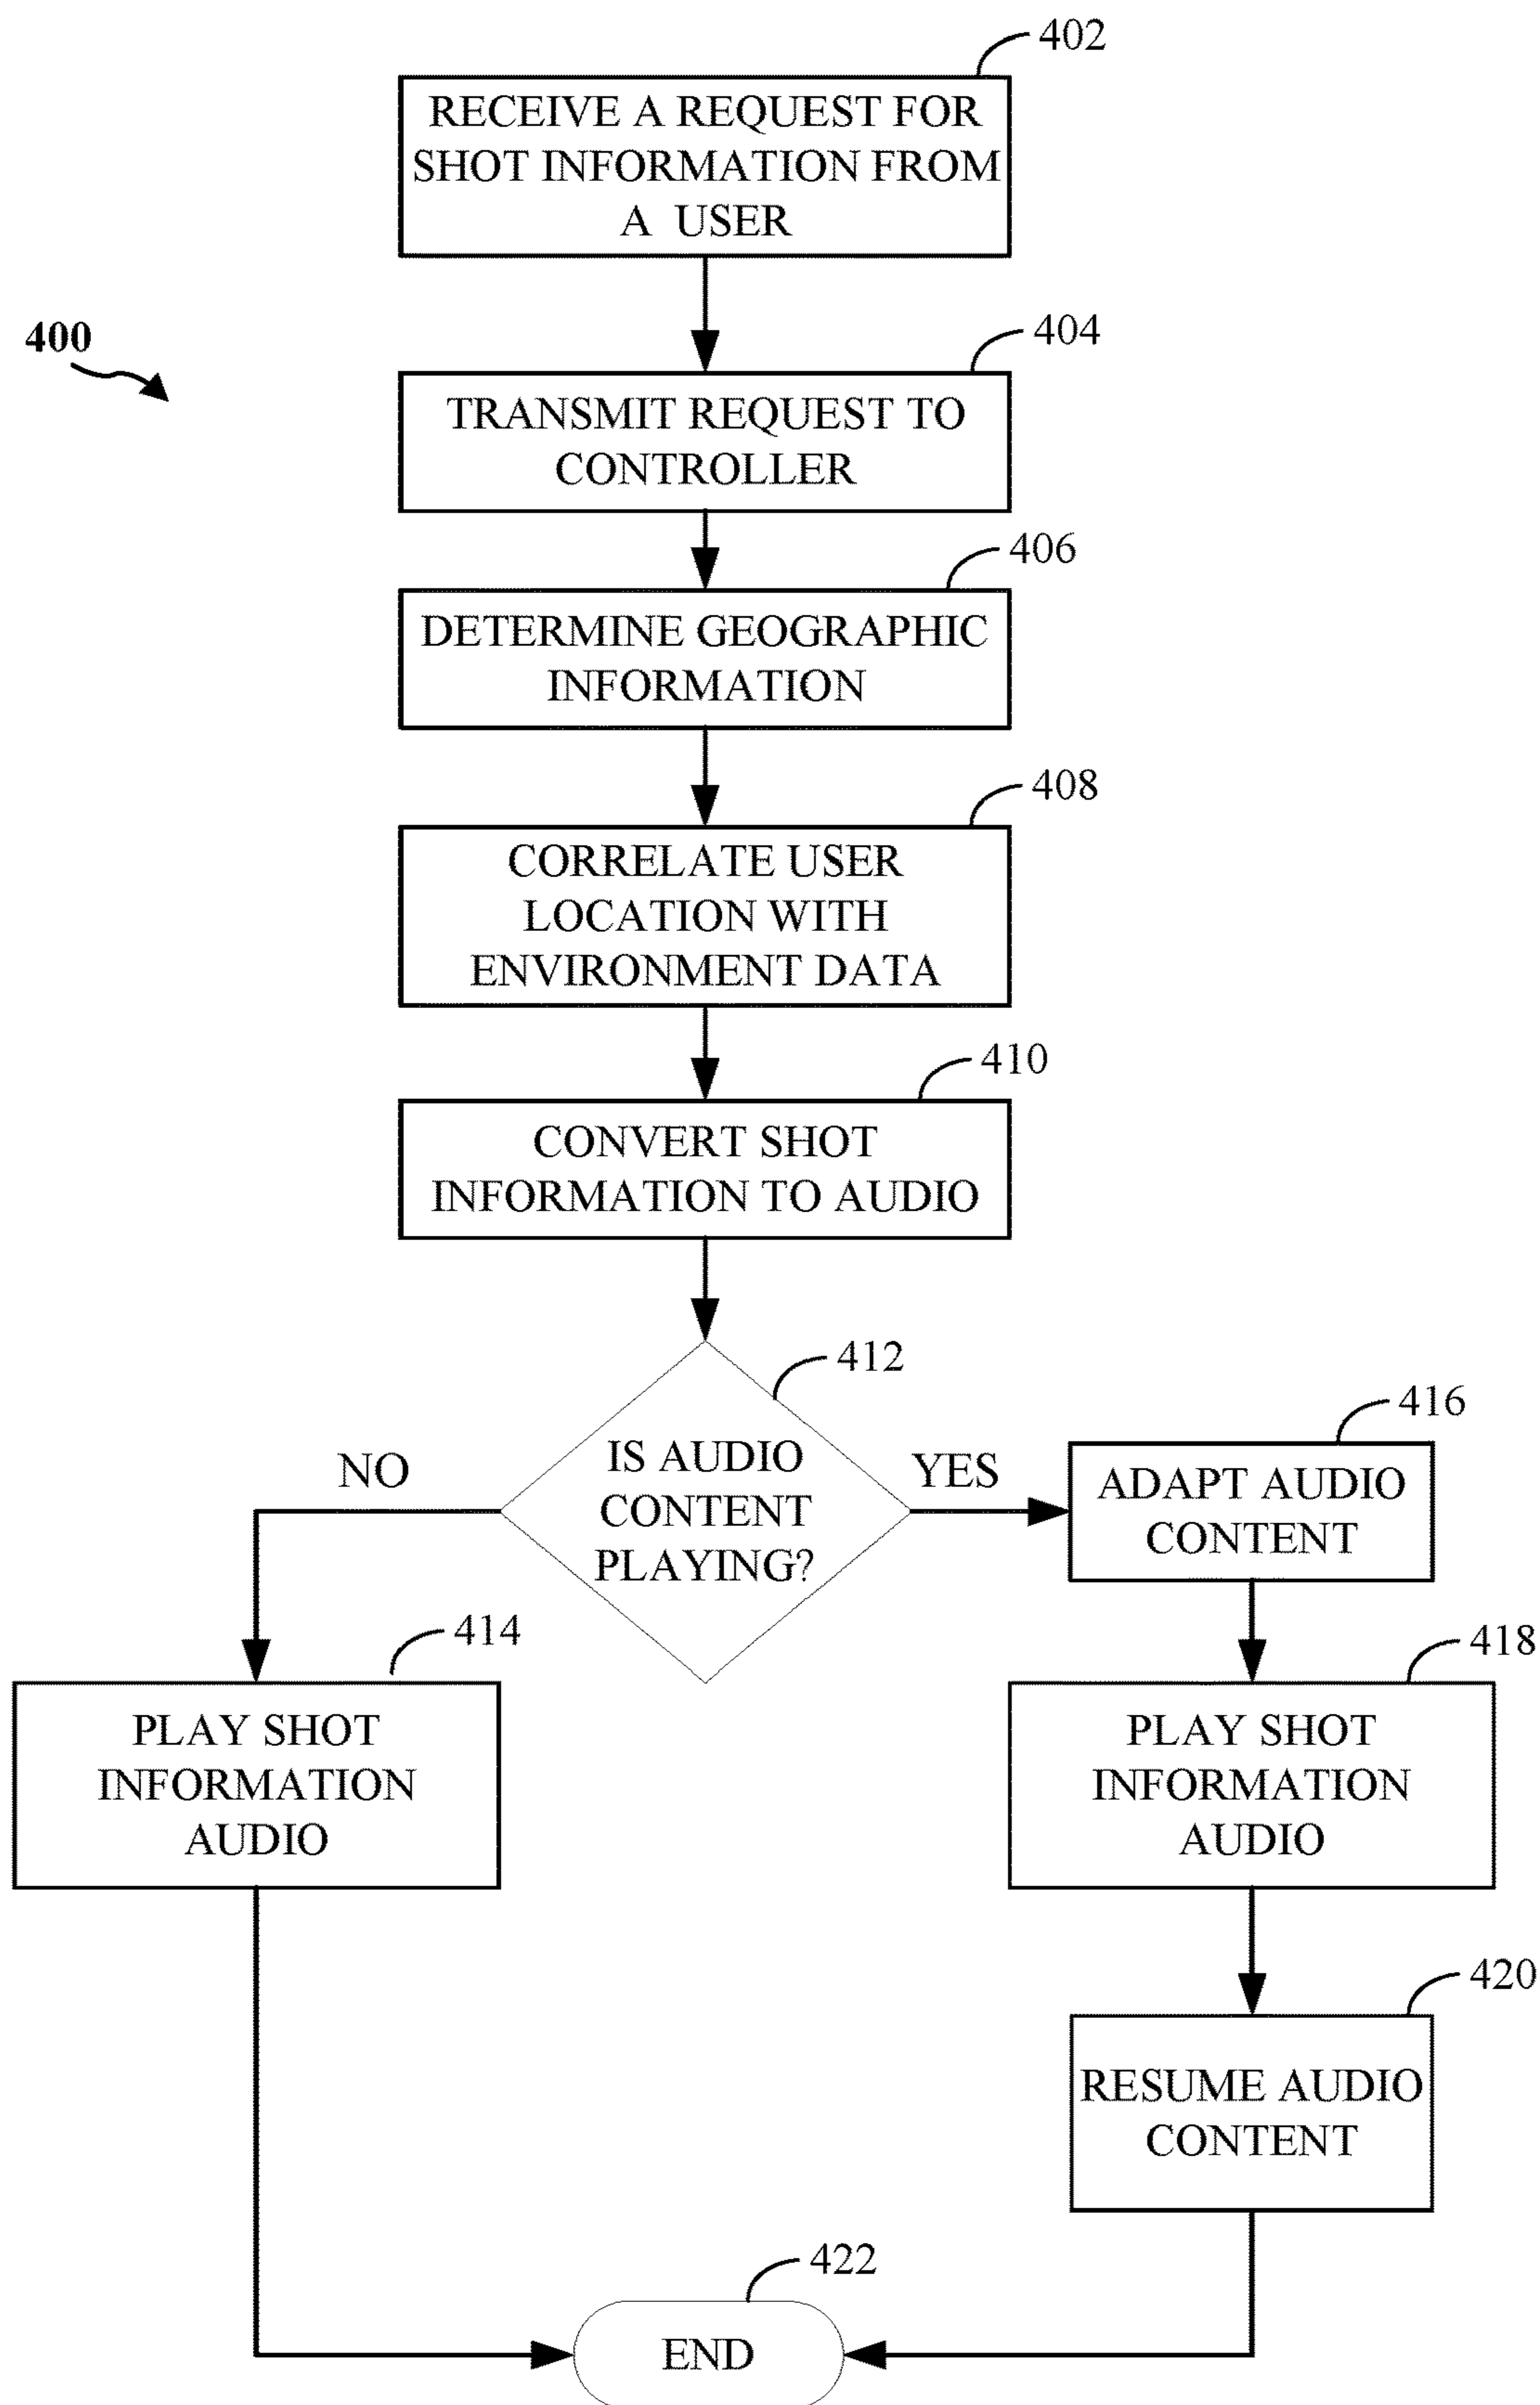 402
RECEIVE A REQUEST FOR
SHOT INFORMATION FROM
A USER
400
404
TRANSMIT REQUEST TO
CONTROLLER
406
DETERMINE GEOGRAPHIC
INFORMATION
408
CORRELATE USER
LOCATION WITH
ENVIRONMENT DATA
410
CONVERT SHOT
INFORMATION TO AUDIO
412
IS AUDIO
CONTENT
PLAYING?
NO
YES
416
ADAPT AUDIO
CONTENT
414
PLAY SHOT
INFORMATION
AUDIO
418
PLAY SHOT
INFORMATION
AUDIO
420
RESUME AUDIO
CONTENT
422
END